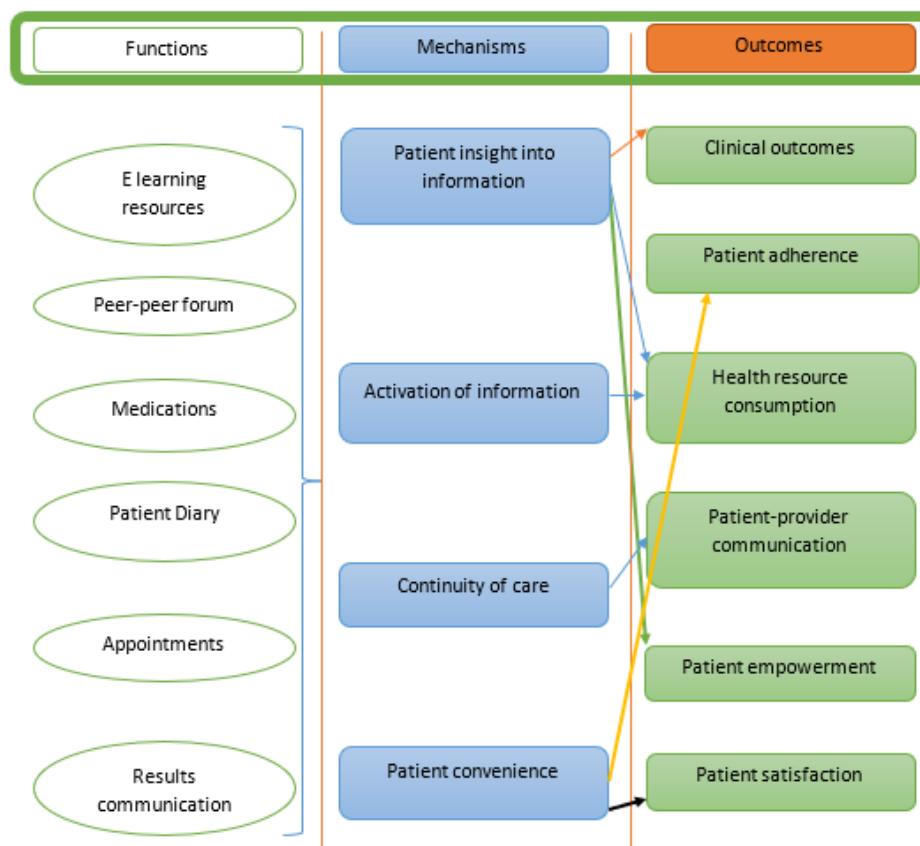 Functions
Mechanisms
Outcomes
E learning
resources
Peer-peer forum
Medications
Patient Diary
Appointments
Results
communication
Patient insight into
information
Activation of information
Continuity of care
Patient convenience
Clinical outcomes
Patient adherence
Health resource
consumption
Patient-provider
communication
Patient empowerment
Patient satisfaction